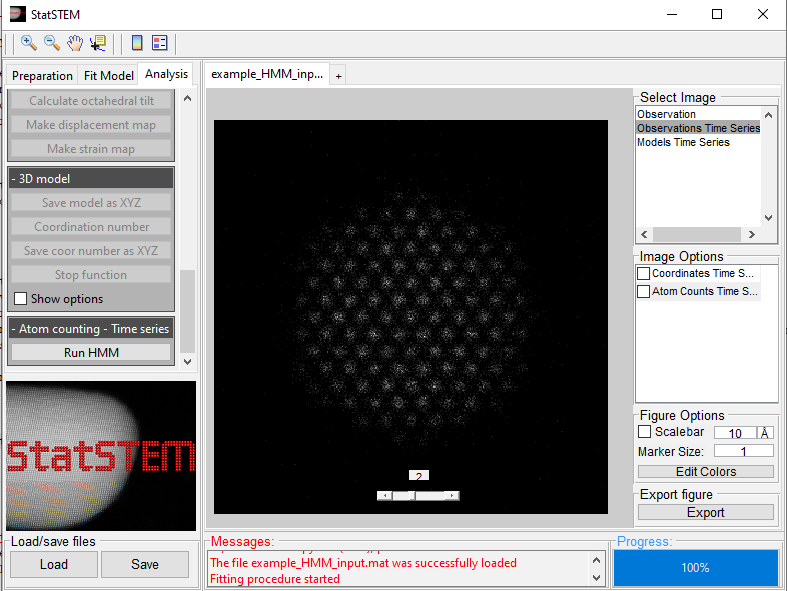 StatSTEM
Preparation
Fit Model
Analysis
example_HMM_inp...
+
Calculate octahedral tilt
Make displacement map
Make strain map
- 3D model
Save model as XYZ
Coordination number
Save coor number as XYZ
Stop function
Show options
- Atom counting - Time series
Run HMM
StatSTEM
Load/save files
Load
Save
2
Select Image
Observation
Observations Time Series
Models Time Series
Image Options
Coordinates Time S...
Atom Counts Time S...
Figure Options
Scalebar
10
Å
Marker Size:
1
Edit Colors
Export figure
Export
Messages:
The file example_HMM_input.mat was successfully loaded
Fitting procedure started
Progress:
100%